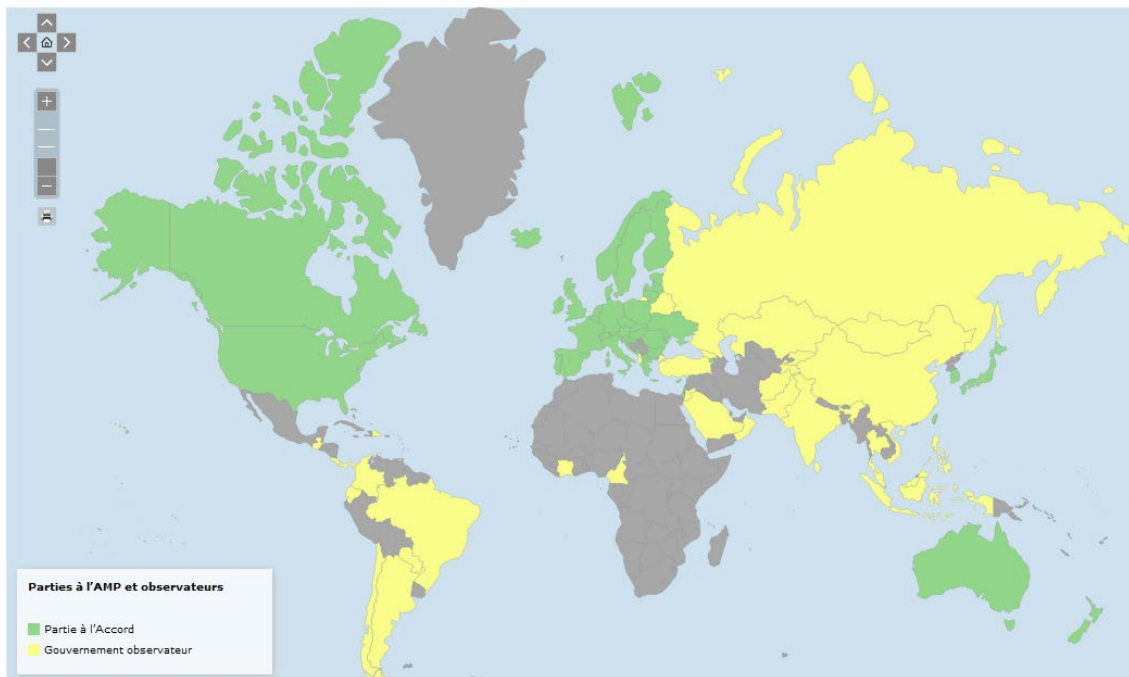 Parties à l'AMP et observateurs
Partie à l'Accord
Gouvernement observateur